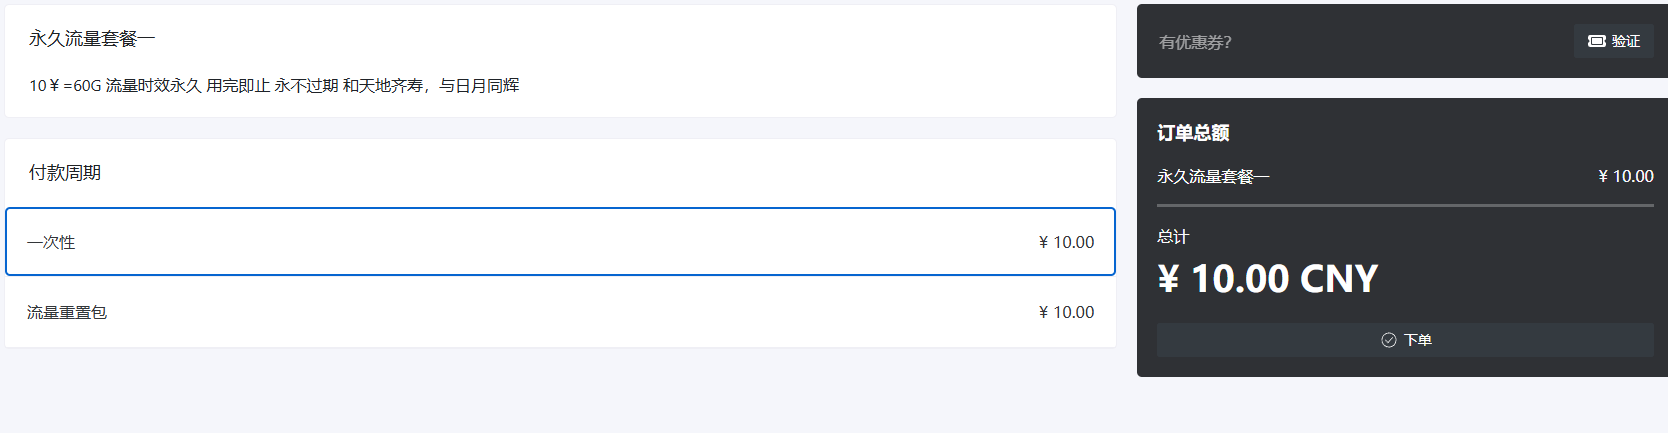 永久流量套餐一
10￥=60G 流量时效永久 用完即止 永不过期 和天地齐寿，与日月同辉
付款周期
一次性
¥ 10.00
流量重置包
¥ 10.00
有优惠券?
验证
订单总额
永久流量套餐一
¥ 10.00
总计
¥ 10.00 CNY
下单